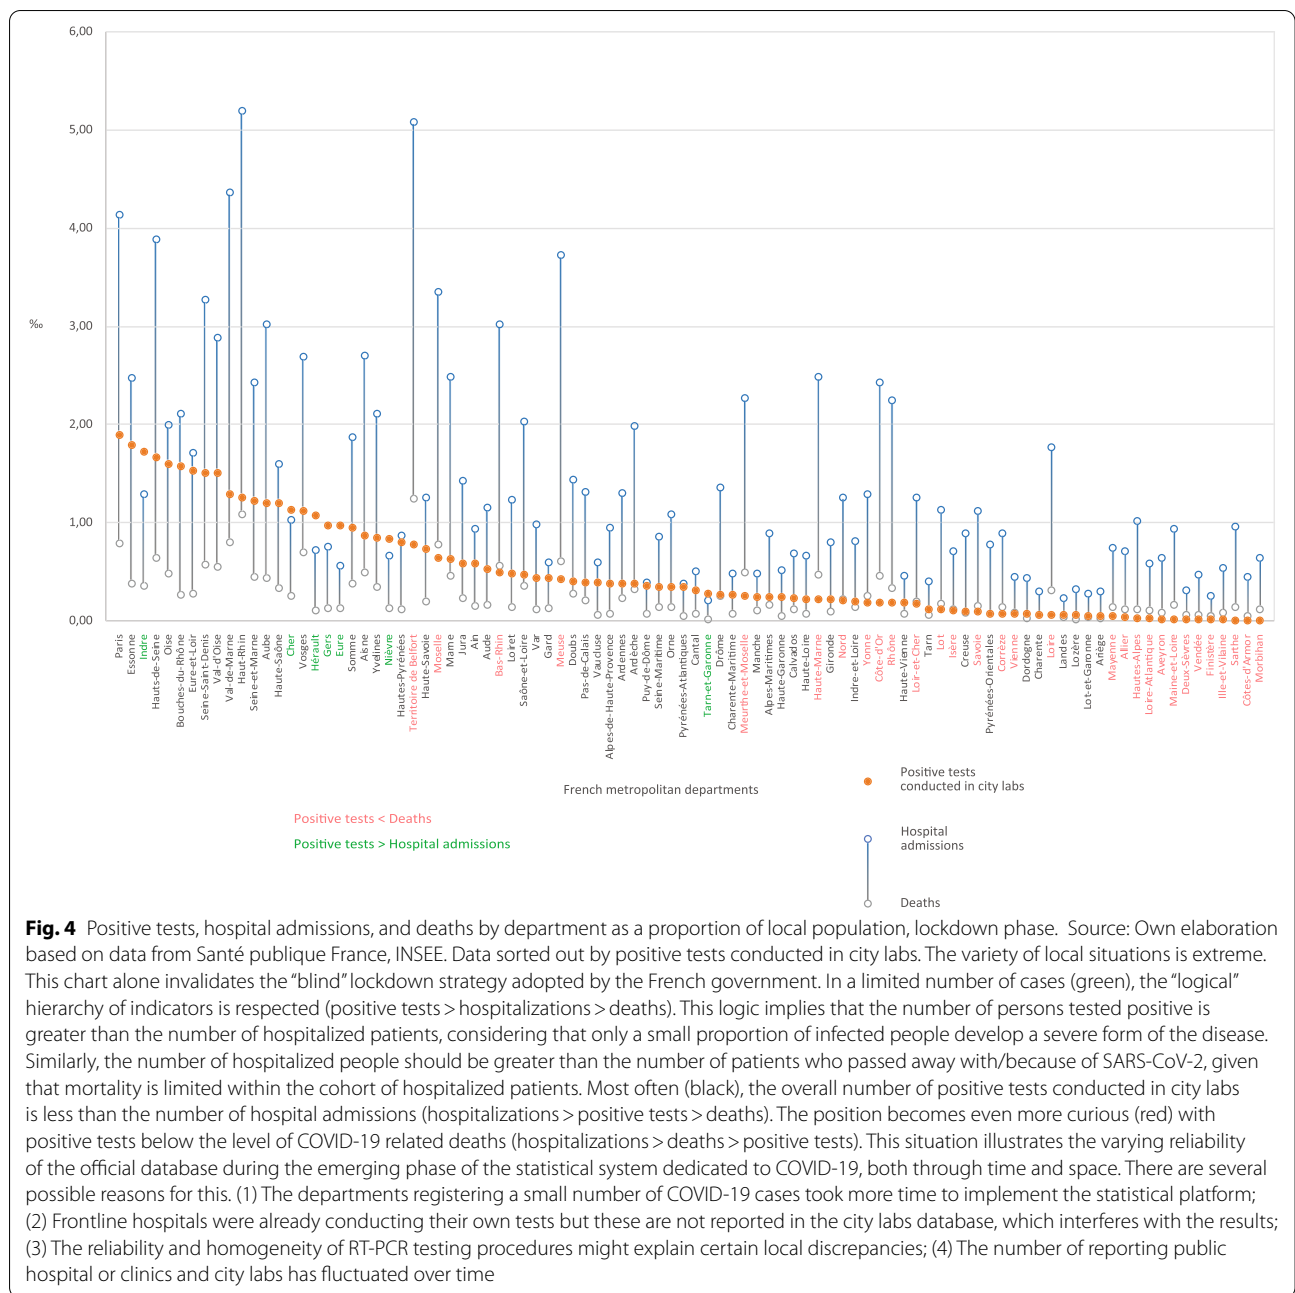 6,00
5,00
4,00
3,00
‰
2,00
1,00
0,00
Paris
Essonne
Indre
Hauts-de-Seine
Oise
Bouches-du-Rhône
Eure-et-Loir
Seine-Saint-Denis
Val-d'Oise
Val-de-Marne
Haut-Rhin
Seine-et-Marne
Aube
Haute-Saône
Cher
Vosges
Hérault
Gers
Eure
Somme
Aisne
Yvelines
Nièvre
Hautes-Pyrénées
Territoire de Belfort
Haute-Savoie
Moselle
Marne
Jura
Ain
Aude
Bas-Rhin
Loiret
Saône-et-Loire
Var
Gard
Meuse
Doubs
Pas-de-Calais
Vaucluse
Alpes-de-Haute-Provence
Ardennes
Ardèche
Puy-de-Dôme
Seine-Maritime
Orne
Pyrénées-Atlantiques
Cantal
Tarn-et-Garonne
Drôme
Charente-Maritim
Meurthe-et-Moselle
Manche
Alpes-Maritimes
Haute-Garonne
Calvados
Haute-Loire
Haute-Marne
Gironde
Nord
Indre-et-Loire
Yonne
Côte-d'Or
Rhône
Haute-Vienne
Loir-et-Cher
Tarn
Lot
Isère
Creuse
Savoie
Pyrénées-Orientales
Corrèze
Vienne
Dordogne
Charente
Loire
Landes
Lozère
Lot-et-Garonne
Ariège
Mayenne
Allier
Hautes-Alpes
Loire-Atlantique
Aveyron
Maine-et-Loire
Deux-Sèvres
Vendée
Finistère
Ille-et-Vilaine
Sarthe
Côtes-d'Armor
Morbihan
French metropolitan departments
Positive tests
conducted in city labs
Positive tests < Deaths
Positive tests > Hospital admissions
Hospital
admissions
Deaths
Fig. 4 Positive tests, hospital admissions, and deaths by department as a proportion of local population, lockdown phase. Source: Own elaboration
based on data from Santé publique France, INSEE. Data sorted out by positive tests conducted in city labs. The variety of local situations is extreme.
This chart alone invalidates the “blind” lockdown strategy adopted by the French government. In a limited number of cases (green), the “logical”
hierarchy of indicators is respected (positive tests > hospitalizations > deaths). This logic implies that the number of persons tested positive is
greater than the number of hospitalized patients, considering that only a small proportion of infected people develop a severe form of the disease.
Similarly, the number of hospitalized people should be greater than the number of patients who passed away with/because of SARS-CoV-2, given
that mortality is limited within the cohort of hospitalized patients. Most often (black), the overall number of positive tests conducted in city labs
is less than the number of hospital admissions (hospitalizations > positive tests > deaths). The position becomes even more curious (red) with
positive tests below the level of COVID-19 related deaths (hospitalizations > deaths > positive tests). This situation illustrates the varying reliability
of the official database during the emerging phase of the statistical system dedicated to COVID-19, both through time and space. There are several
possible reasons for this. (1) The departments registering a small number of COVID-19 cases took more time to implement the statistical platform;
(2) Frontline hospitals were already conducting their own tests but these are not reported in the city labs database, which interferes with the results;
(3) The reliability and homogeneity of RT-PCR testing procedures might explain certain local discrepancies; (4) The number of reporting public
hospital or clinics and city labs has fluctuated over time